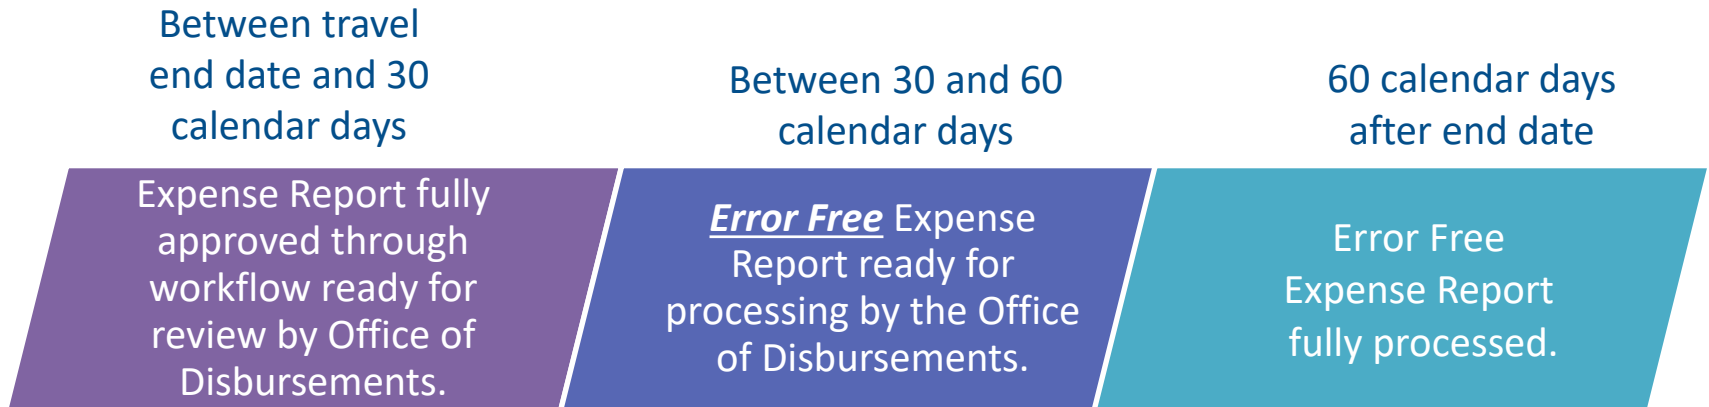 Between travel
end date and 30
calendar days
Between 30 and 60
calendar days
60 calendar days
after end date
Expense Report fully
approved through
workflow ready for
review by Office of
Disbursements.
Error Free Expense
Report ready for
processing by the Office
of Disbursements.
Error Free
Expense Report
fully processed.